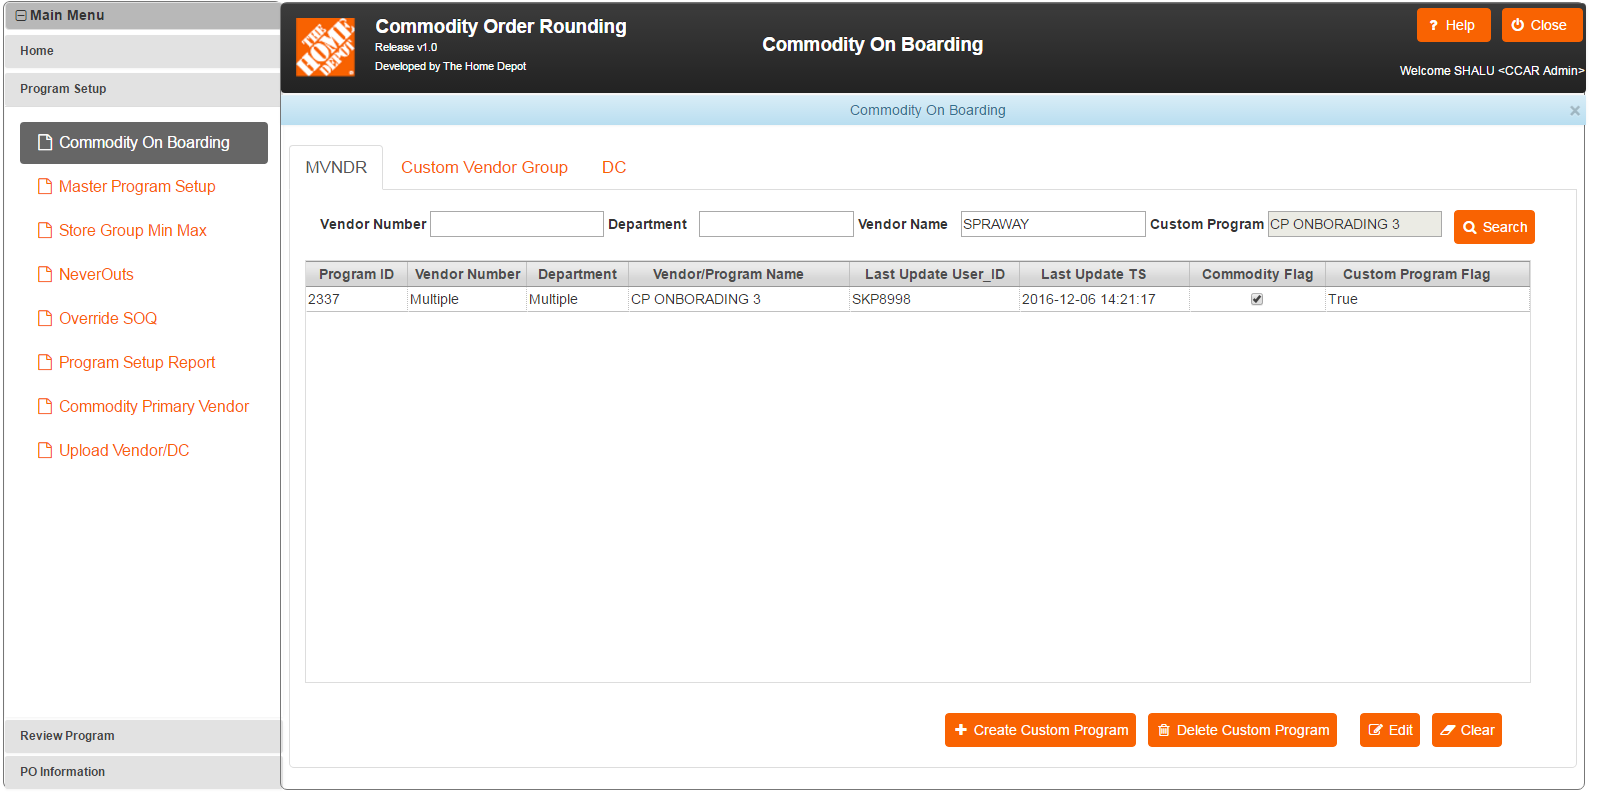 Main Menu
Home
Program Setup
Commodity On Boarding
Master Program Setup
Store Group Min Max
NeverOuts
Override SOQ
Program Setup Report
Commodity Primary Vendor
Upload Vendor/DC
Review Program
PO Information
THE HOME DEPOT
Commodity Order Rounding
Release v1.0
Developed by The Home Depot
Commodity On Boarding
? Help
Close
Welcome SHALU <CCAR Admin>
Commodity On Boarding ×
MVNDR Custom Vendor Group DC
Vendor Number Department Vendor Name SPRAWAY Custom Program CP ONBORADING 3 Search
Program ID Vendor Number Department Vendor/Program Name Last Update User_ID Last Update TS Commodity Flag Custom Program Flag
2337 Multiple Multiple CP ONBORADING 3 SKP8998 2016-12-06 14:21:17 True
Create Custom Program Delete Custom Program Edit Clear